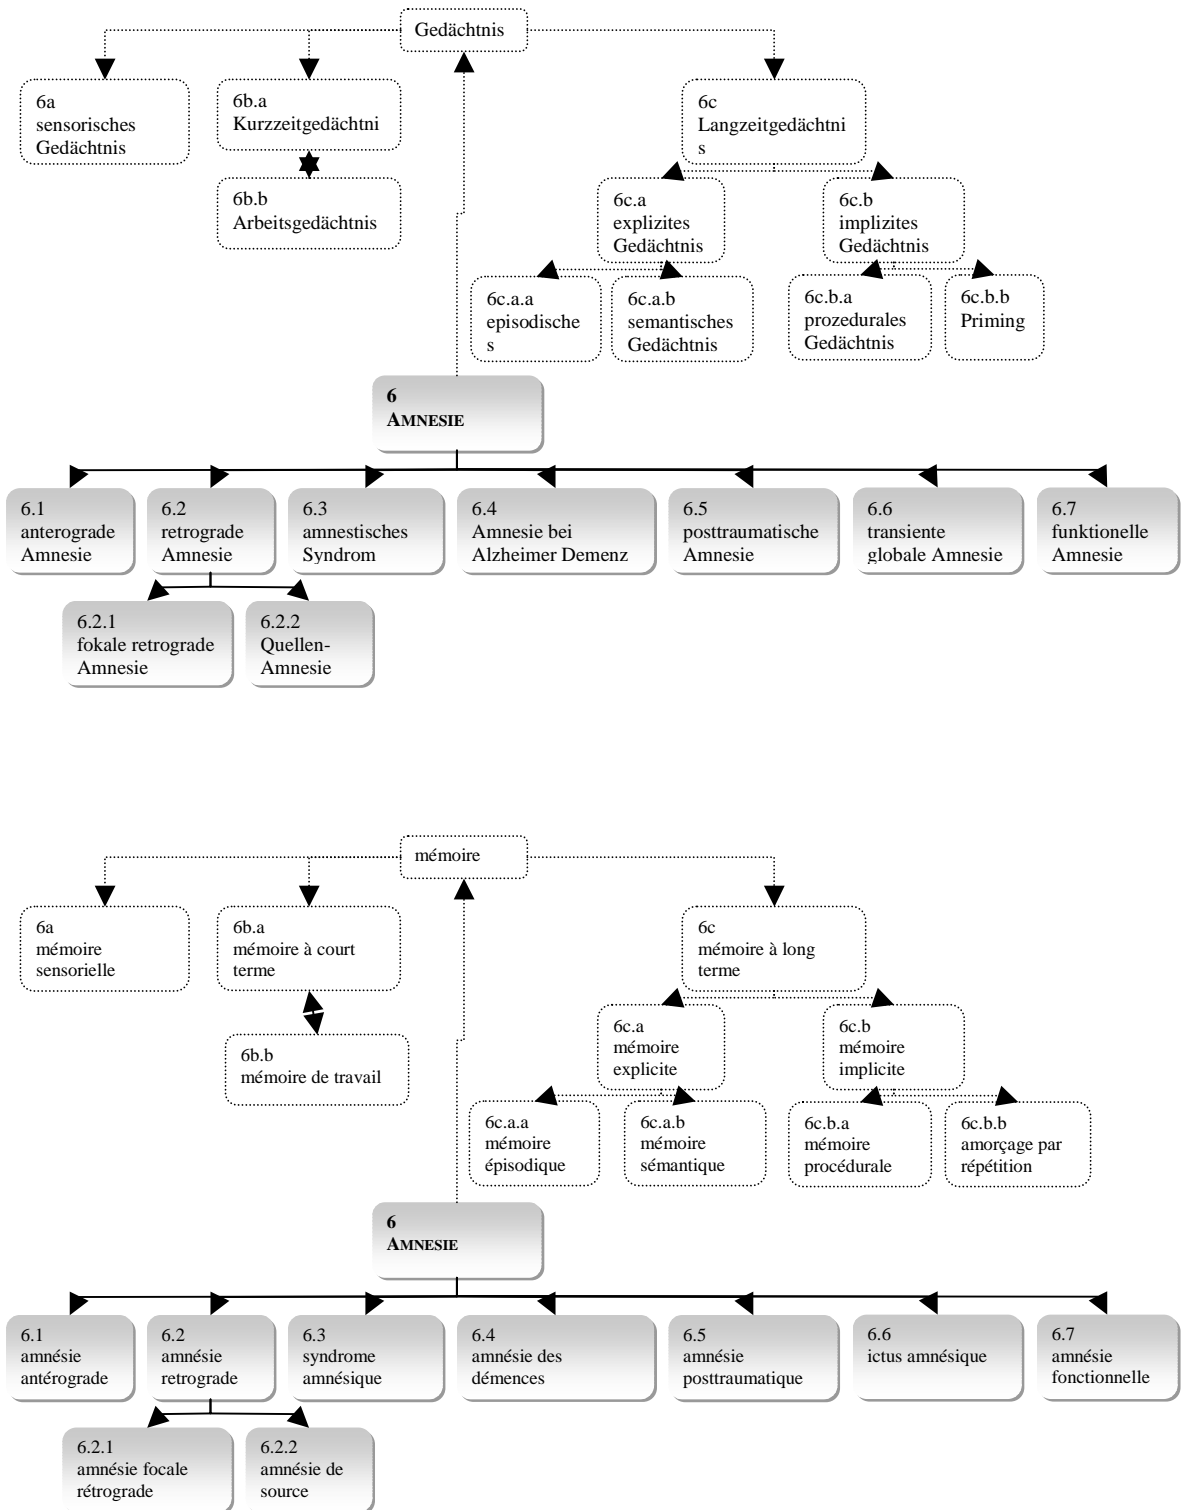 Gedächtnis
6a
sensorisches
Gedächtnis
6b.a
Kurzzeitgedächtni
6b.b
Arbeitsgedächtnis
6c
Langzeitgedächtni
s
6c.a
explizites
Gedächtnis
6c.b
implizites
Gedächtnis
6c.a.a
episodische
s
6c.a.b
semantisches
Gedächtnis
6c.b.a
prozedurales
Gedächtnis
6c.b.b
Priming
6
AMNESIE
6.1
anterograde
Amnesie
6.2
retrograde
Amnesie
6.3
amnestisches
Syndrom
6.4
Amnesie bei
Alzheimer Demenz
6.5
posttraumatische
Amnesie
6.6
transiente
globale Amnesie
6.7
funktionelle
Amnesie
6.2.1
fokale retrograde
Amnesie
6.2.2
Quellen-
Amnesie
mémoire
6a
mémoire
sensorielle
6b.a
mémoire à court
terme
6b.b
mémoire de travail
6c
mémoire à long
terme
6c.a
mémoire
explicite
6c.b
mémoire
implicite
6c.a.a
mémoire
épisodique
6c.a.b
mémoire
sémantique
6c.b.a
mémoire
procédurale
6c.b.b
amorçage par
répétition
6
AMNESIE
6.1
amnésie
antérograde
6.2
amnésie
retrograde
6.3
syndrome
amnésique
6.4
amnésie des
démences
6.5
amnésie
posttraumatique
6.6
ictus amnésique
6.7
amnésie
fonctionnelle
6.2.1
amnésie focale
rétrograde
6.2.2
amnésie de
source